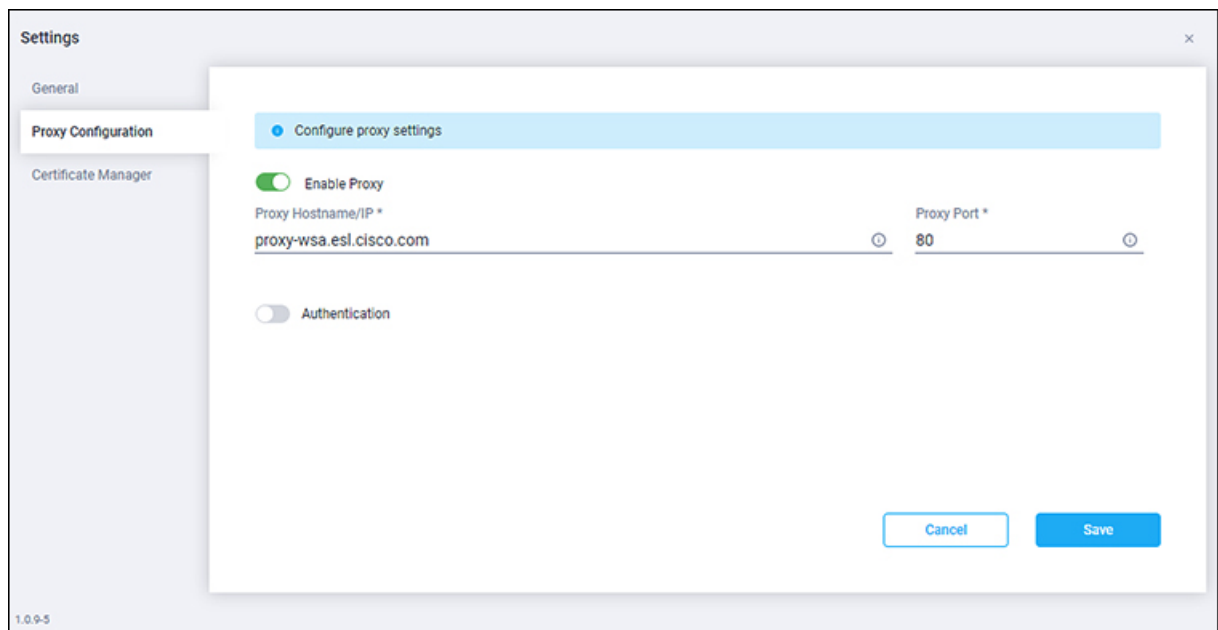 Settings
General
Proxy Configuration
Certificate Manager
Configure proxy settings
Enable Proxy
Proxy Hostname/IP * Proxy Port *
proxy-wsa.esl.cisco.com 80
Authentication
Cancel Save
1.0.9-5